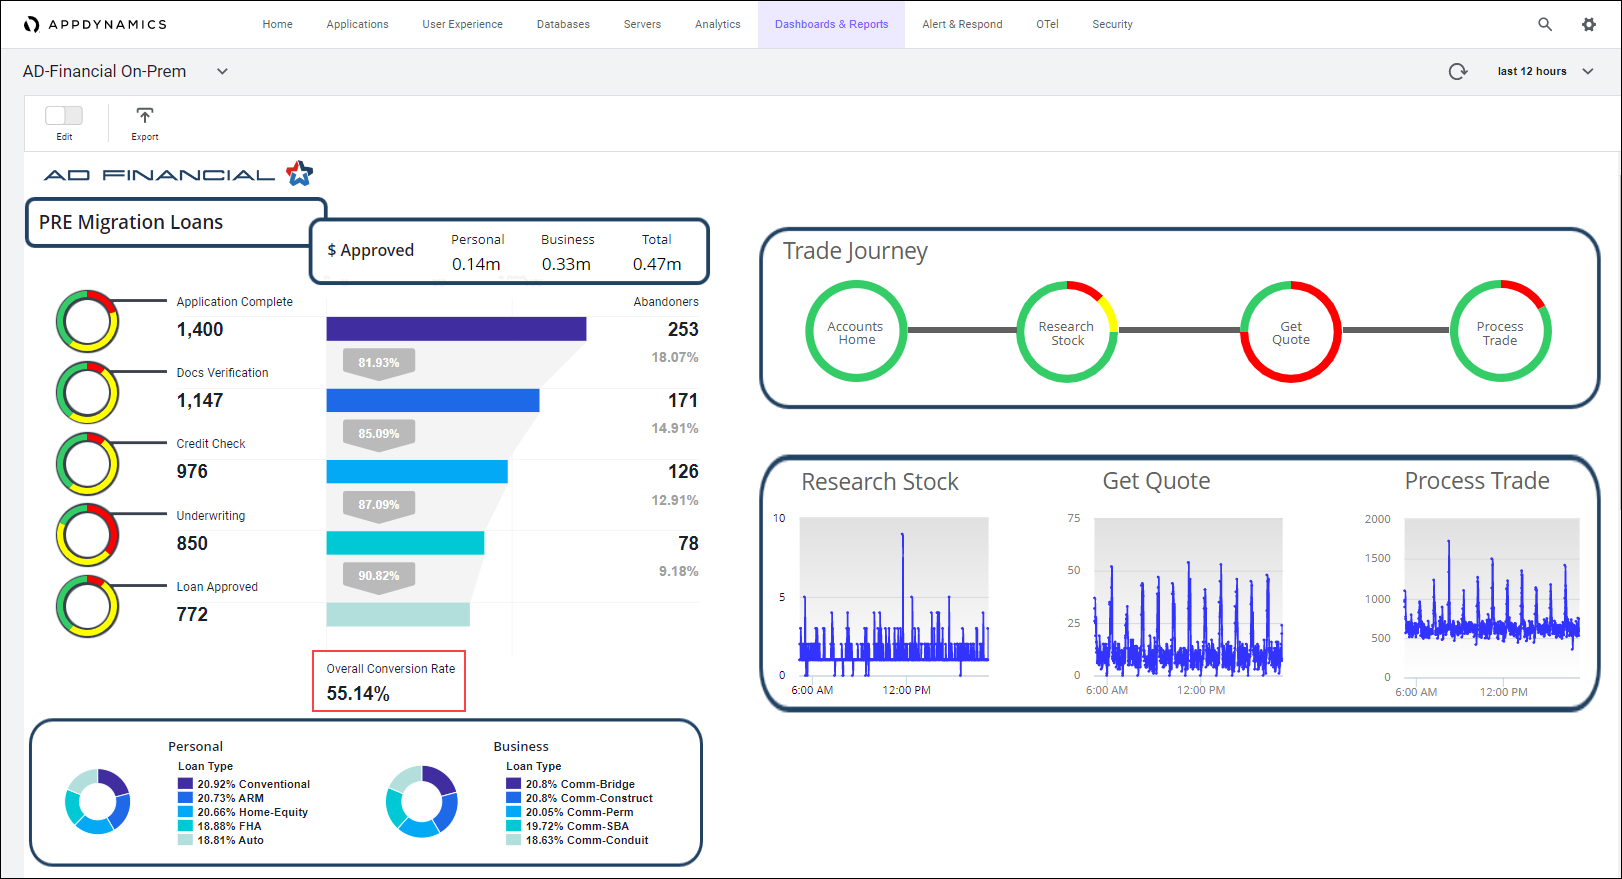 APPDYNAMICS
Home Applications User Experience Databases Servers Analytics Dashboards & Reports Alert & Respond OTel Security
AD-Financial On-Prem
last 12 hours
Edit
Export
AD FINANCIAL
PRE Migration Loans
$ Approved
Personal Business Total
0.14m 0.33m 0.47m
Application Complete
1,400
Abandoners
253
81.93%
18.07%
Docs Verification
1,147
171
85.09%
14.91%
Credit Check
976
126
87.09%
12.91%
Underwriting
850
78
90.82%
9.18%
Loan Approved
772
Overall Conversion Rate
55.14%
Personal
Loan Type
20.92% Conventional
20.73% ARM
20.66% Home-Equity
18.88% FHA
18.81% Auto
Business
Loan Type
20.8% Comm-Bridge
20.8% Comm-Construct
20.05% Comm-Perm
19.72% Comm-SBA
18.63% Comm-Conduit
Trade Journey
Accounts
Home
Research
Stock
Get
Quote
Process
Trade
Research Stock
10
5
0
6:00 AM 12:00 PM
Get Quote
75
50
25
0
6:00 AM 12:00 PM
Process Trade
2000
1500
1000
500
0
6:00 AM 12:00 PM